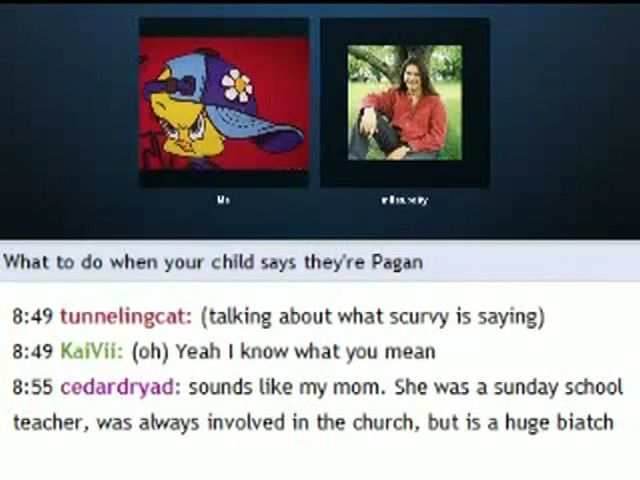 Me
What to do when your child says they're Pagan
8:49 tunnelingcat: (talking about what scurvy is saying)
8:49 KaiVii: (oh) Yeah I know what you mean
8:55 cedardryad: sounds like my mom. She was a sunday school
teacher, was always involved in the church, but is a huge biatch